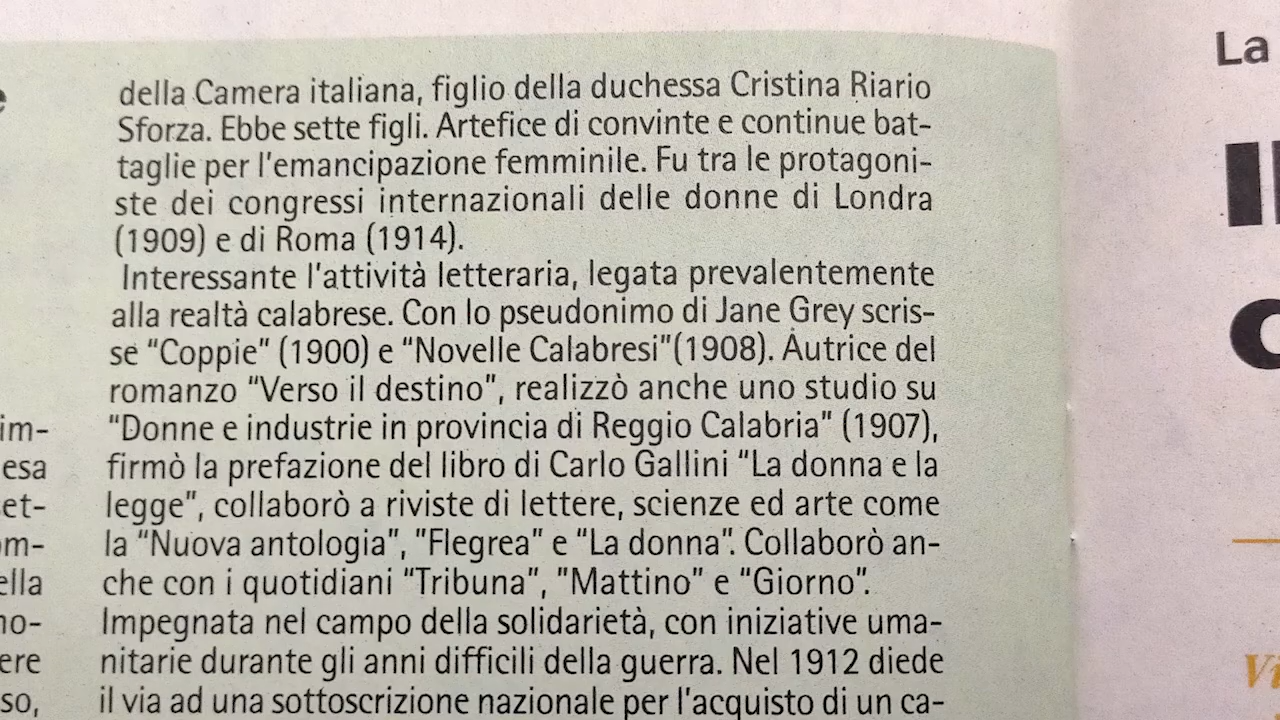 della Camera italiana, figlio della duchessa Cristina Riario
Sforza. Ebbe sette figli. Artefice di convinte e continue bat-
taglie per l'emancipazione femminile. Fu tra le protagoni-
ste dei congressi internazionali delle donne di Londra
(1909) e di Roma (1914).
Interessante l'attività letteraria, legata prevalentemente
alla realtà calabrese. Con lo pseudonimo di Jane Grey scris-
se "Coppie" (1900) e "Novelle Calabresi"(1908). Autrice del
romanzo "Verso il destino", realizzò anche uno studio su
"Donne e industrie in provincia di Reggio Calabria" (1907),
firmò la prefazione del libro di Carlo Gallini "La donna e la
legge", collaborò a riviste di lettere, scienze ed arte come
la "Nuova antologia", "Flegrea" e "La donna". Collaborò an-
che con i quotidiani "Tribuna", "Mattino" e "Giorno".
Impegnata nel campo della solidarietà, con iniziative uma-
nitarie durante gli anni difficili della guerra. Nel 1912 diede
il via ad una sottoscrizione nazionale per l'acquisto di un ca-
La